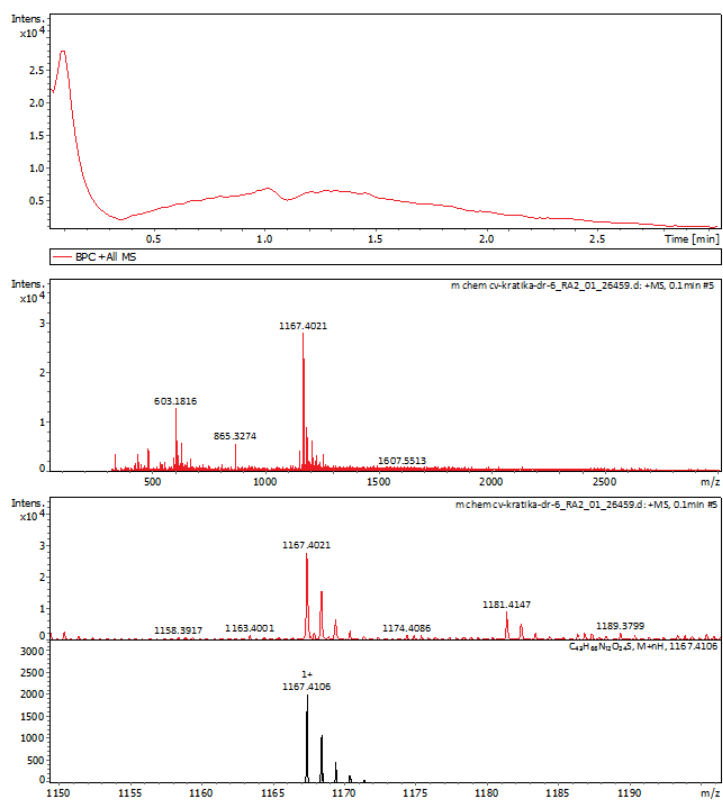 Intens.
x10⁴
2.5
2.0
1.5
1.0
0.5
0.5 1.0 1.5 2.0 2.5 Time [min]
BPC +All MS
Intens.
x10⁴
m chem cv-kratika-dr-6_RA2_01_26459.d: +MS, 0.1min #5
3
2
1
0
1167.4021
603.1816
865.3274
1607.5513
500 1000 1500 2000 2500 m/z
Intens.
x10⁴
m chem cv-kratika-dr-6_RA2_01_26459.d: +MS, 0.1min #5
3
2
1
0
1167.4021
1158.3917
1163.4001
1174.4086
1181.4147
1189.3799
C₄₃H₆₆N₁₂O₂₄S, M+nH, 1167.4106
3000
2500
2000
1500
1000
500
0
1+
1167.4106
1150 1155 1160 1165 1170 1175 1180 1185 1190 m/z